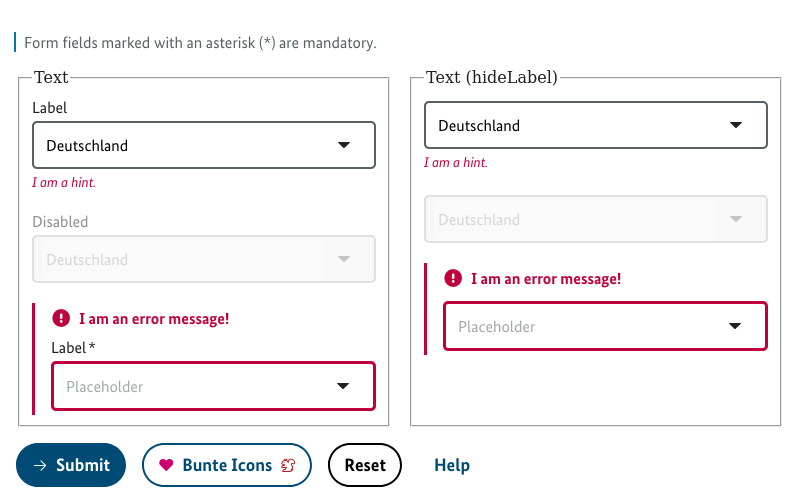 Form fields marked with an asterisk (*) are mandatory.
Text
Label
Deutschland
I am a hint.
Disabled
Deutschland
I am an error message!
Label *
Placeholder
Text (hideLabel)
Deutschland
I am a hint.
Deutschland
I am an error message!
Placeholder
Submit
Bunte Icons
Reset
Help